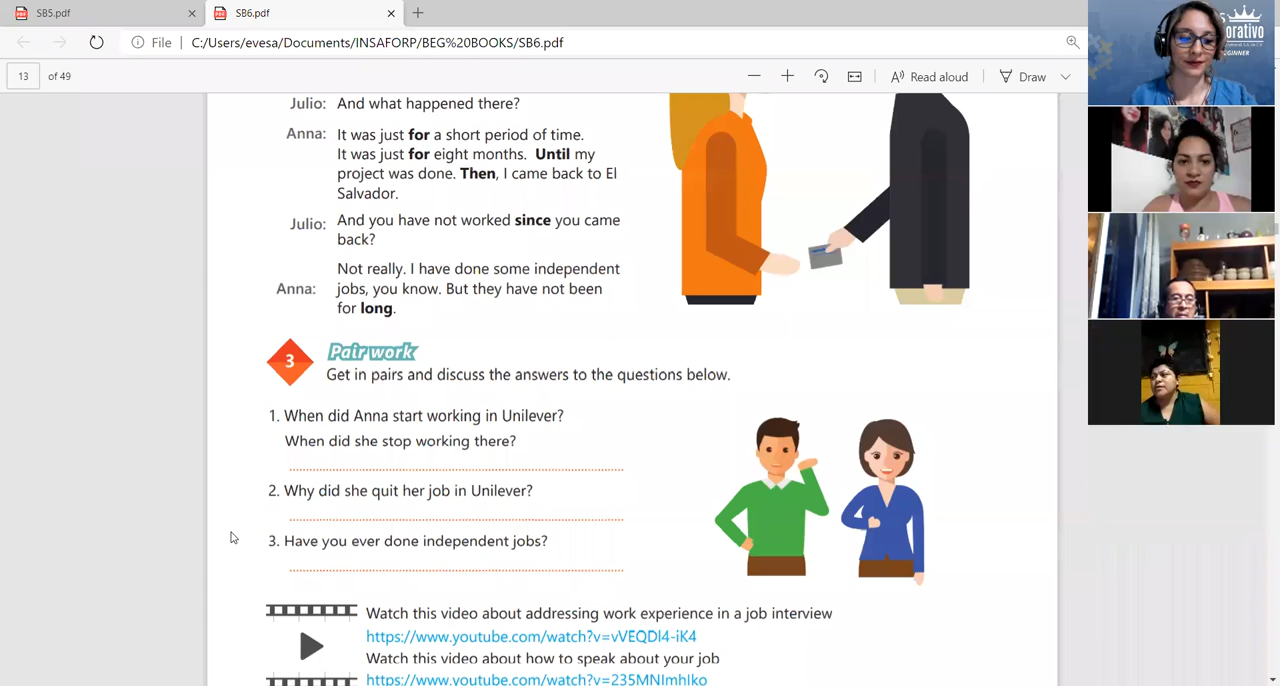 SB5.pdf
SB6.pdf
File | C:/Users/evesa/Documents/INSAFORP/BEG%20BOOKS/SB6.pdf
13 of 49
Read aloud
Draw
orativo
GINNER
Julio: And what happened there?
Anna: It was just for a short period of time.
It was just for eight months. Until my
project was done. Then, I came back to El
Salvador.
Julio: And you have not worked since you came
back?
Not really. I have done some independent
Anna: jobs, you know. But they have not been
for long.
3 Pair work
Get in pairs and discuss the answers to the questions below.
1. When did Anna start working in Unilever?
When did she stop working there?
2. Why did she quit her job in Unilever?
3. Have you ever done independent jobs?
Watch this video about addressing work experience in a job interview
https://www.youtube.com/watch?v=vVEQDl4-iK4
Watch this video about how to speak about your job
https://www.youtube.com/watch?v=235MNImhIko